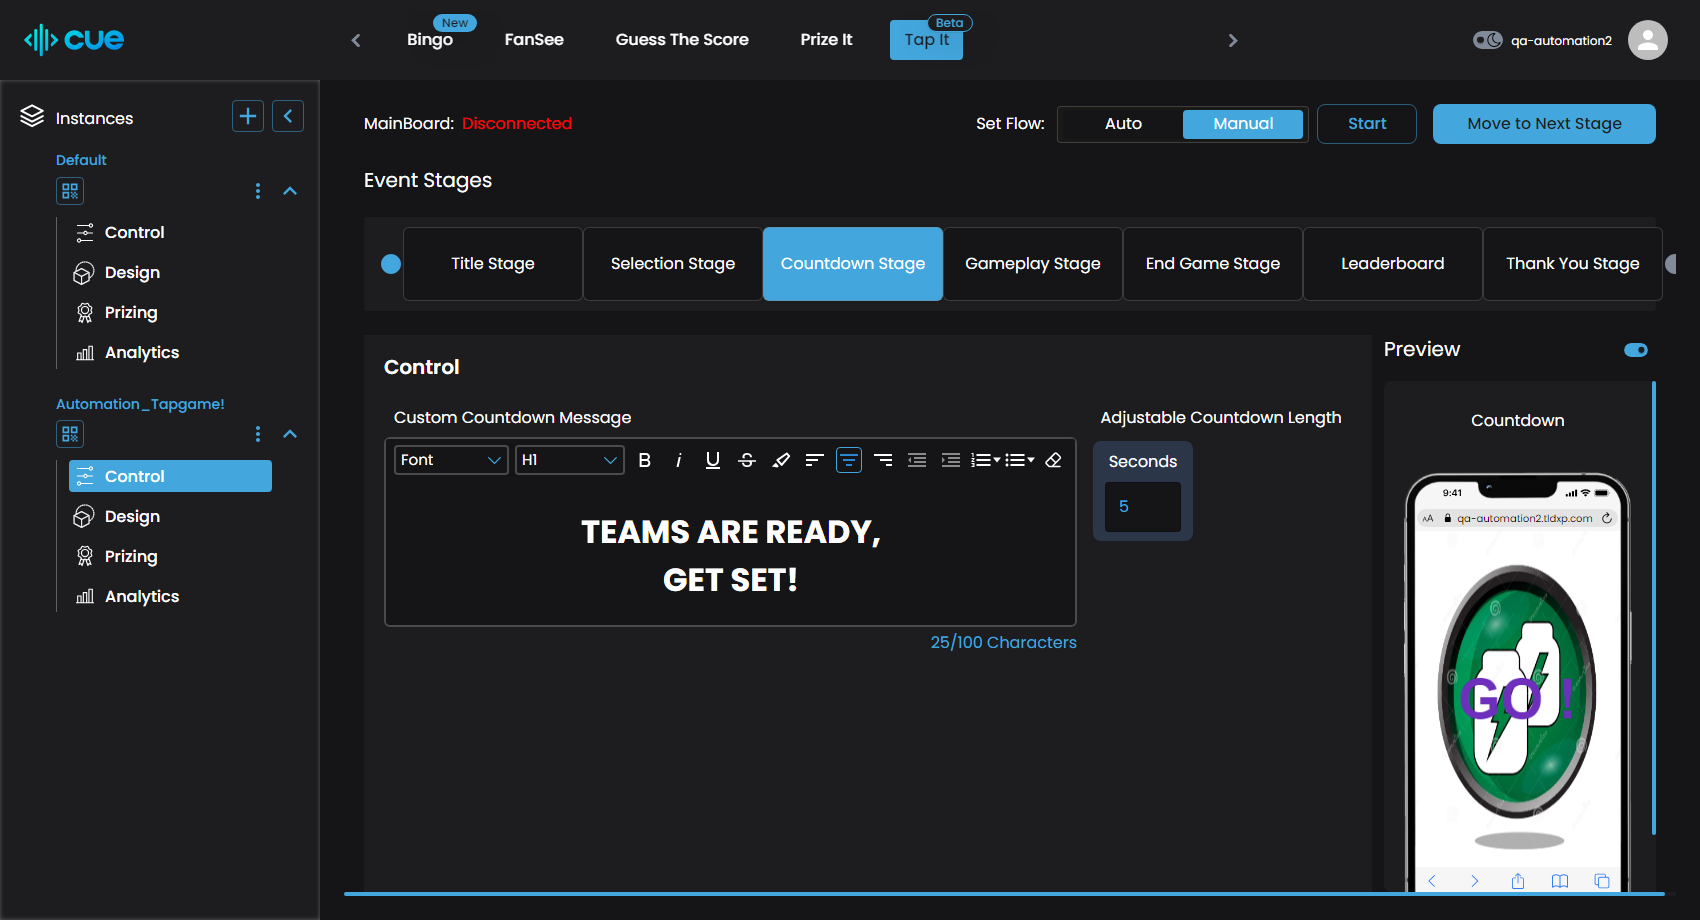 cue
Bingo
New
FanSee
Guess The Score
Prize It
Tap It
Beta
qa-automation2
Instances
Default
Control
Design
Prizing
Analytics
Automation_Tapgame!
Control
Design
Prizing
Analytics
MainBoard: Disconnected
Set Flow:
Auto
Manual
Start
Move to Next Stage
Event Stages
Title Stage
Selection Stage
Countdown Stage
Gameplay Stage
End Game Stage
Leaderboard
Thank You Stage
Control
Custom Countdown Message
Font
H1
B
i
U
S
TEAMS ARE READY,
GET SET!
25/100 Characters
Adjustable Countdown Length
Seconds
5
Preview
Countdown
9:41
AA
qa-automation2.tldxp.com
GO !